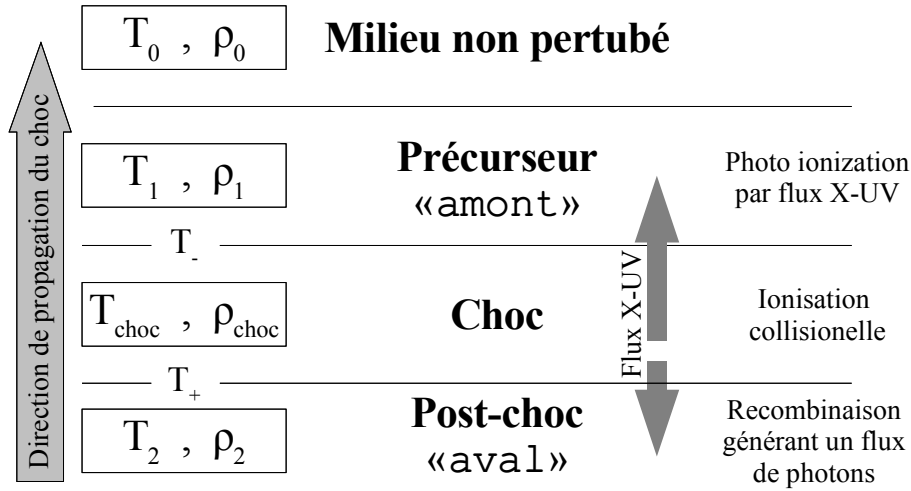 T0 , ρ0 Milieu non pertubé
Direction de propagation du choc
T1 , ρ1
Précurseur
«amont»
Photo ionization
par flux X-UV
T-
Flux X-UV
Tchoc , ρchoc
Choc
Ionisation
collisionelle
T+
T2 , ρ2
Post-choc
«aval»
Recombinaison
générant un flux
de photons